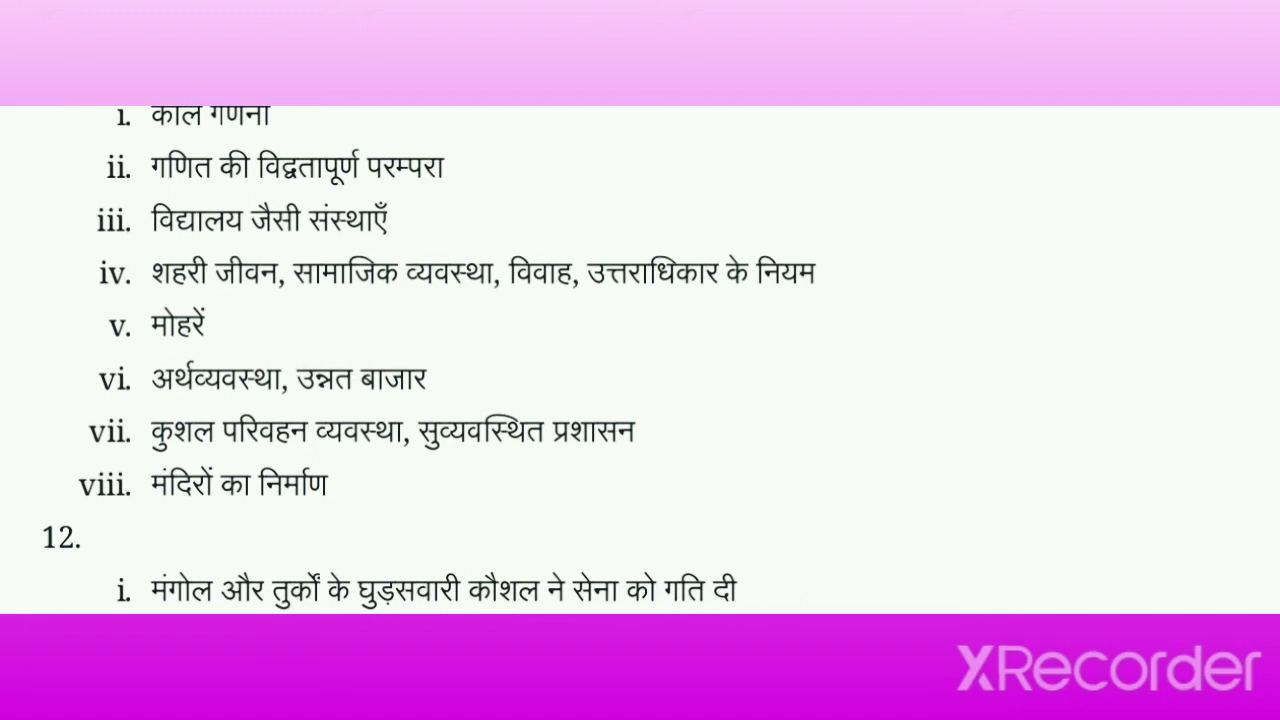 i. काल गणना
ii. गणित की विद्वतापूर्ण परम्परा
iii. विद्यालय जैसी संस्थाएँ
iv. शहरी जीवन, सामाजिक व्यवस्था, विवाह, उत्तराधिकार के नियम
v. मोहरें
vi. अर्थव्यवस्था, उन्नत बाजार
vii. कुशल परिवहन व्यवस्था, सुव्यवस्थित प्रशासन
viii. मंदिरों का निर्माण
12.
i. मंगोल और तुर्कों के घुड़सवारी कौशल ने सेना को गति दी
XRecorder